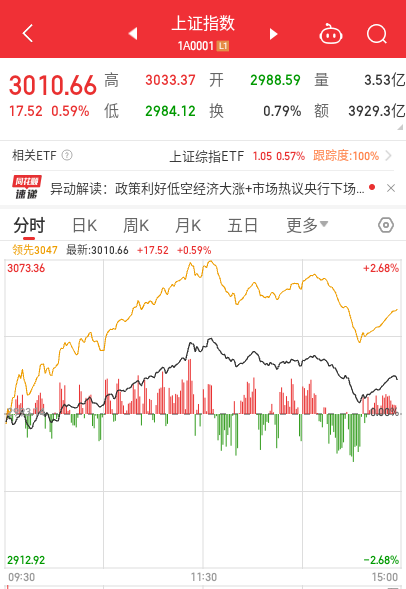 上证指数
1A0001 L1
3010.66 高 3033.37 开 2988.59 量 3.53亿
17.52 0.59% 低 2984.12 换 0.79% 额 3929.3亿
相关ETF ? 上证综指ETF 1.05 0.57% 跟踪度:100%
同花顺
速递
异动解读：政策利好低空经济大涨+市场热议央行下场...
分时 日K 周K 月K 五日 更多
领先3047 最新:3010.66 +17.52 +0.59%
3073.36 +2.68%
0.00%
2912.92 -2.68%
09:30 11:30 15:00